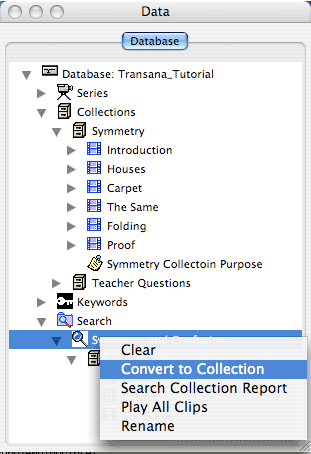 Data
Database
Database: Transana_Tutorial
Series
Collections
Symmetry
Introduction
Houses
Carpet
The Same
Folding
Proof
Symmetry Collectoin Purpose
Teacher Questions
Keywords
Search
Clear
Convert to Collection
Search Collection Report
Play All Clips
Rename